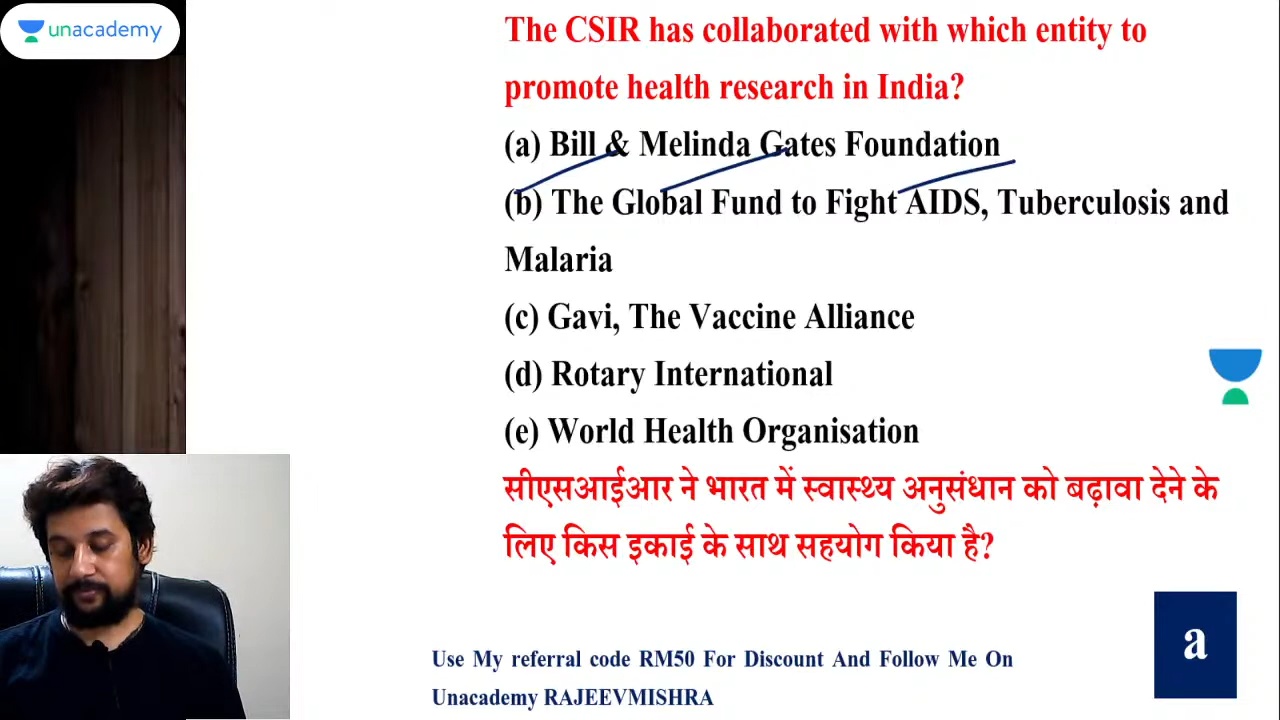 unacademy
The CSIR has collaborated with which entity to
promote health research in India?
(a) Bill & Melinda Gates Foundation
(b) The Global Fund to Fight AIDS, Tuberculosis and
Malaria
(c) Gavi, The Vaccine Alliance
(d) Rotary International
(e) World Health Organisation
सीएसआईआर ने भारत में स्वास्थ्य अनुसंधान को बढ़ावा देने के
लिए किस इकाई के साथ सहयोग किया है?
a
Use My referral code RM50 For Discount And Follow Me On
Unacademy RAJEEVMISHRA